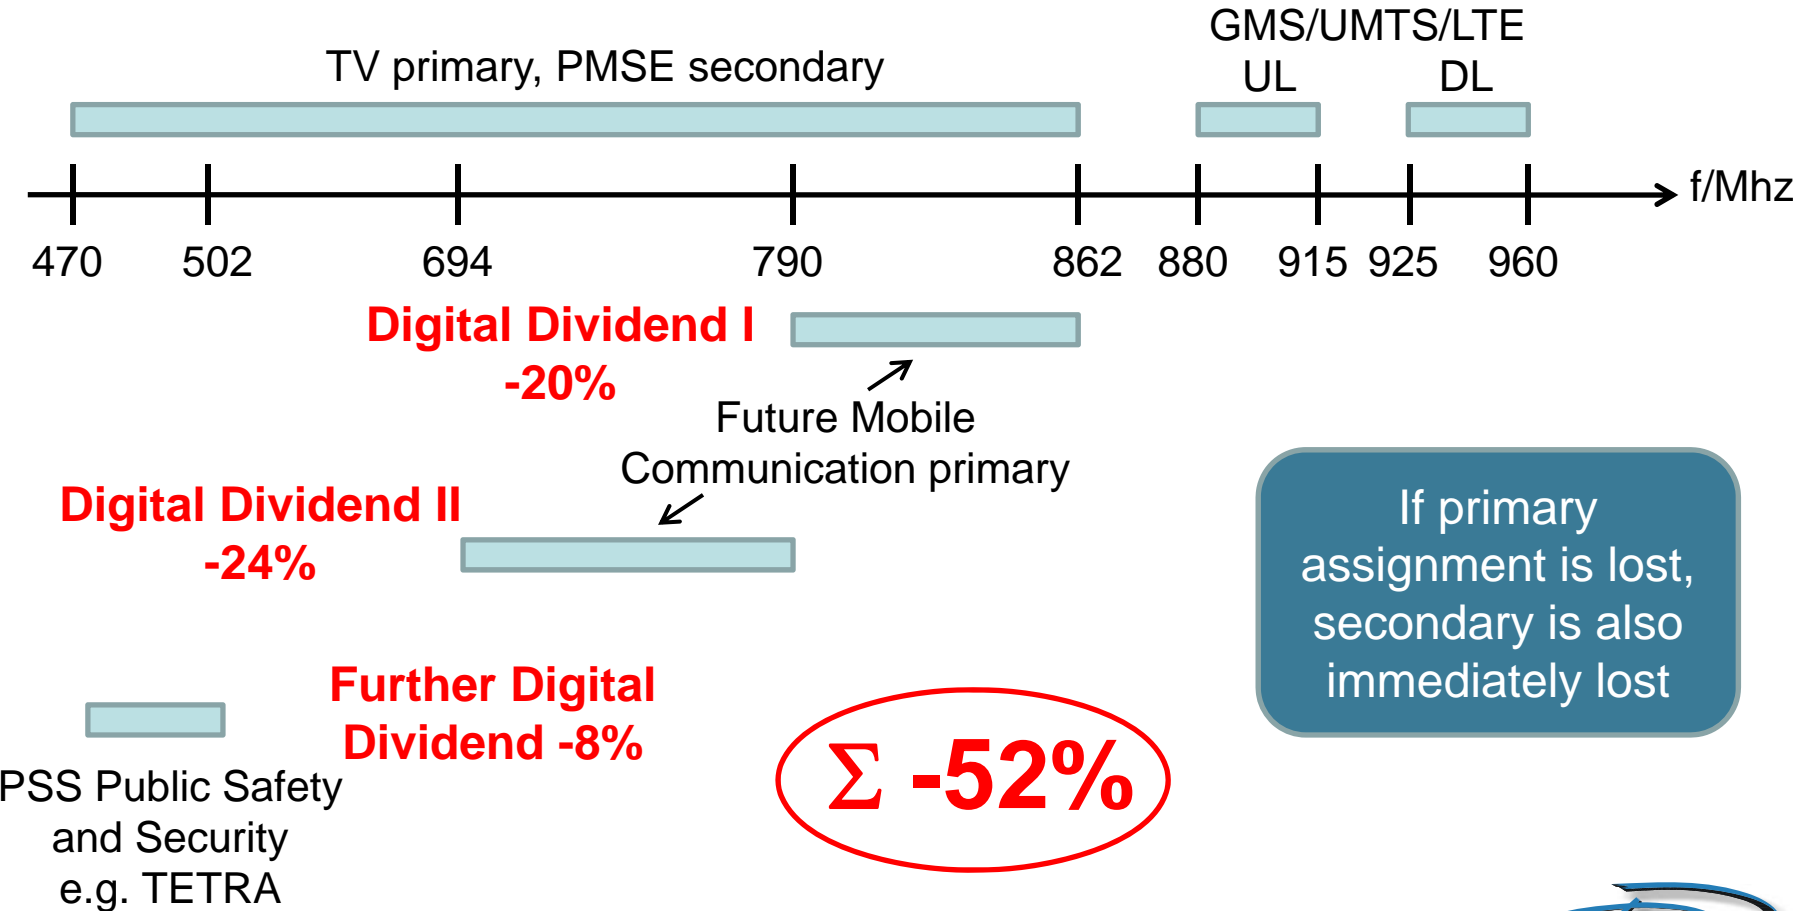 GMS/UMTS/LTE
TV primary, PMSE secondary
UL
DL
f/Mhz
470
502
694
790
862
880
915
925
960
Digital Dividend I
-20%
Future Mobile
Communication primary
Digital Dividend II
-24%
If primary
assignment is lost,
secondary is also
immediately lost
Further Digital
Dividend -8%
Σ -52%
PSS Public Safety
and Security
e.g. TETRA